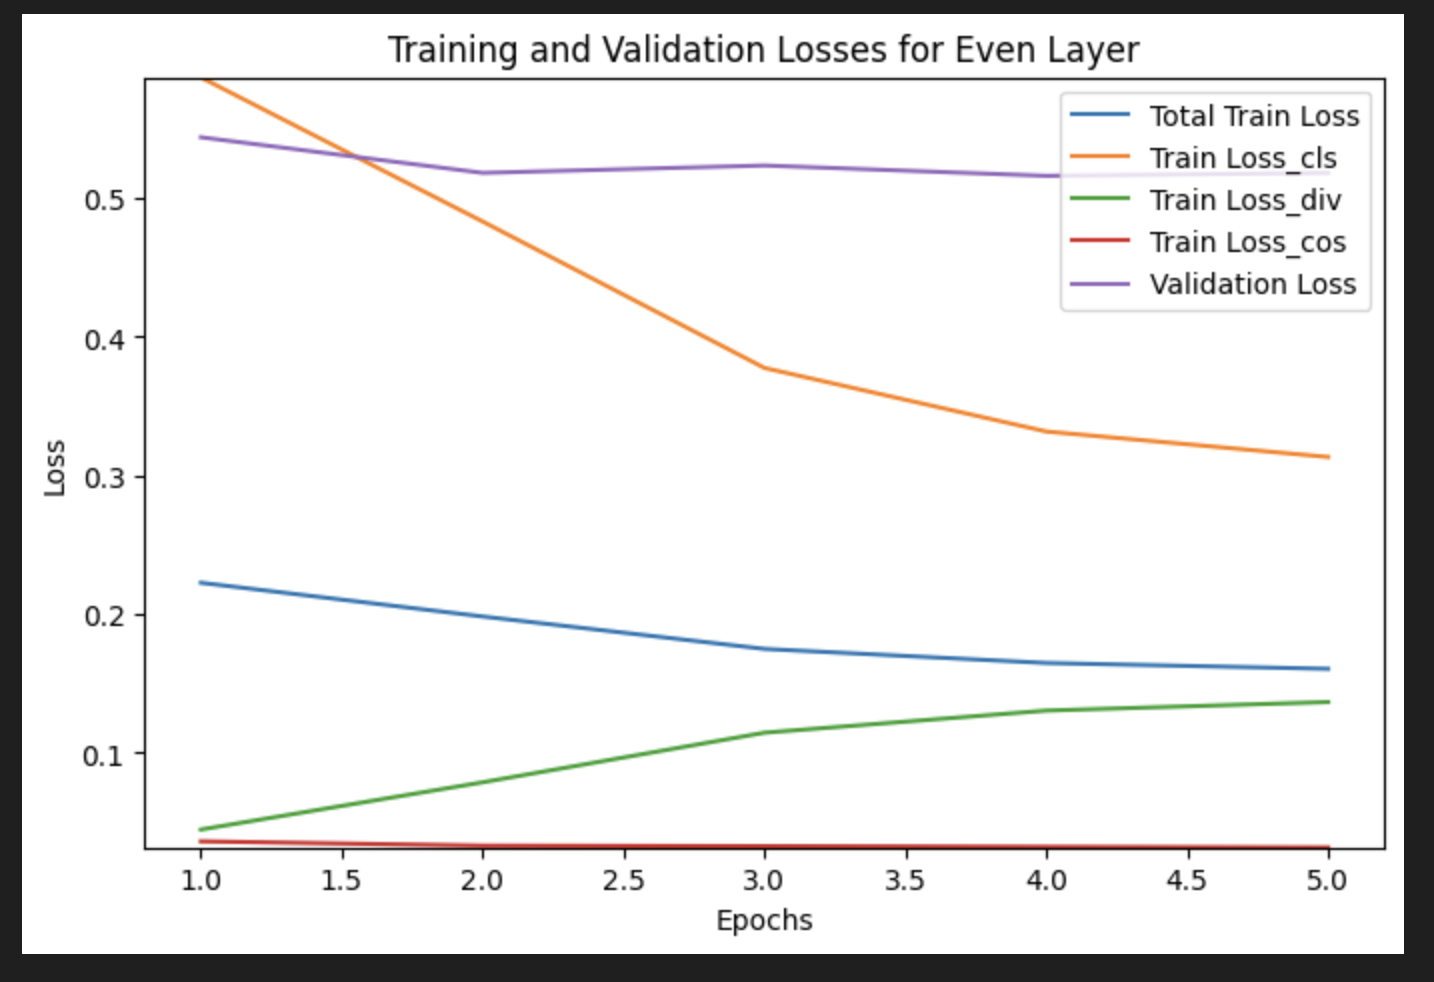 Training and Validation Losses for Even Layer
Total Train Loss
Train Loss_cls
Train Loss_div
Train Loss_cos
Validation Loss
0.5
0.4
0.3
0.2
0.1
Loss
1.0 1.5 2.0 2.5 3.0 3.5 4.0 4.5 5.0
Epochs